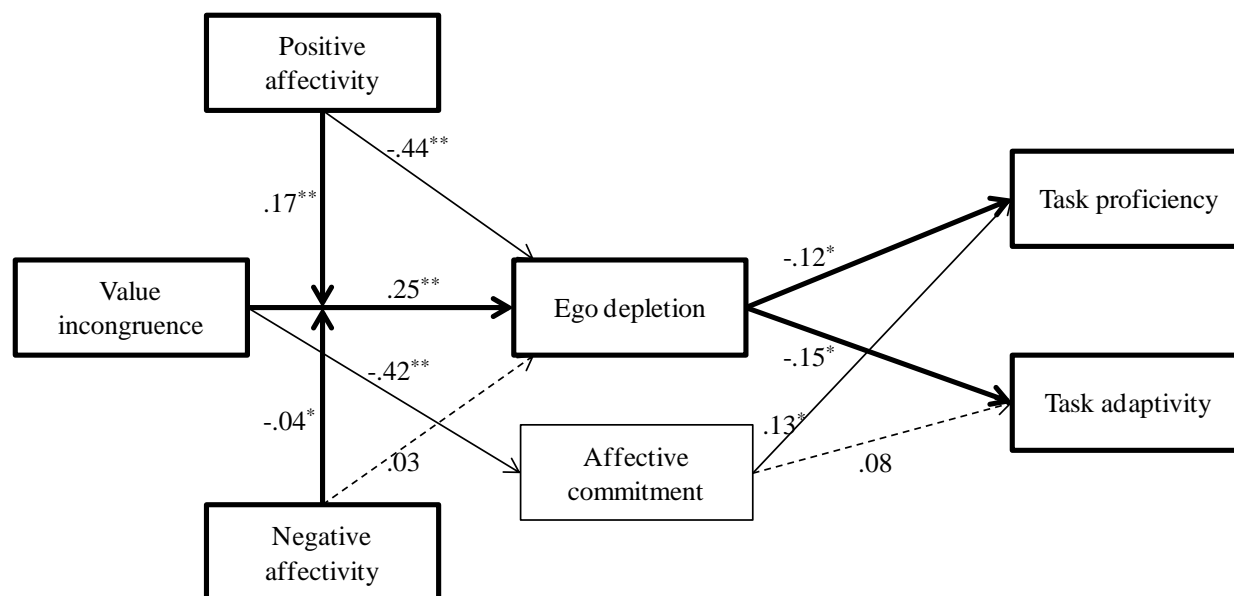 Positive
affectivity
-.44**
Task proficiency
.17**
-.12*
Value
incongruence
.25**
Ego depletion
-.15*
-.42**
Task adaptivity
-.04*
.03
Affective
commitment
.13*
.08
Negative
affectivity